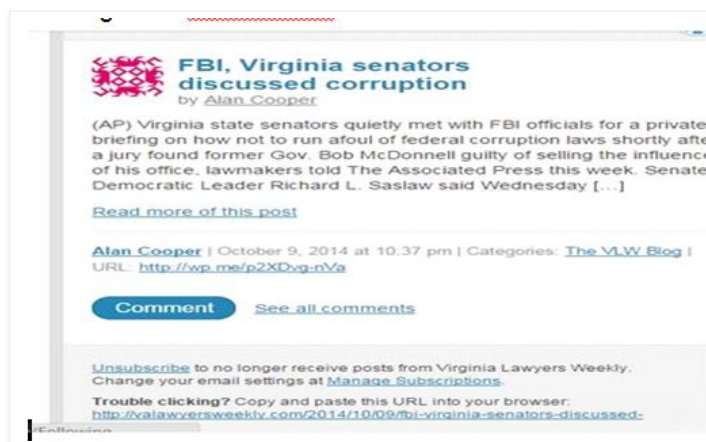 FBI, Virginia senators
discussed corruption
by Alan Cooper
(AP) Virginia state senators quietly met with FBI officials for a private
briefing on how not to run afoul of federal corruption laws shortly afte
a jury found former Gov. Bob McDonnell guilty of selling the influence
of his office, lawmakers told The Associated Press this week. Senate
Democratic Leader Richard L. Saslaw said Wednesday [...]
Read more of this post
Alan Cooper | October 9, 2014 at 10:37 pm | Categories: The VLW Blog |
URL: http://wp.me/p2XDvg-nVa
Comment See all comments
Unsubscribe to no longer receive posts from Virginia Lawyers Weekly.
Change your email settings at Manage Subscriptions.
Trouble clicking? Copy and paste this URL into your browser:
http://valawyersweekly.com/2014/10/09/fbi-virginia-senators-discussed-